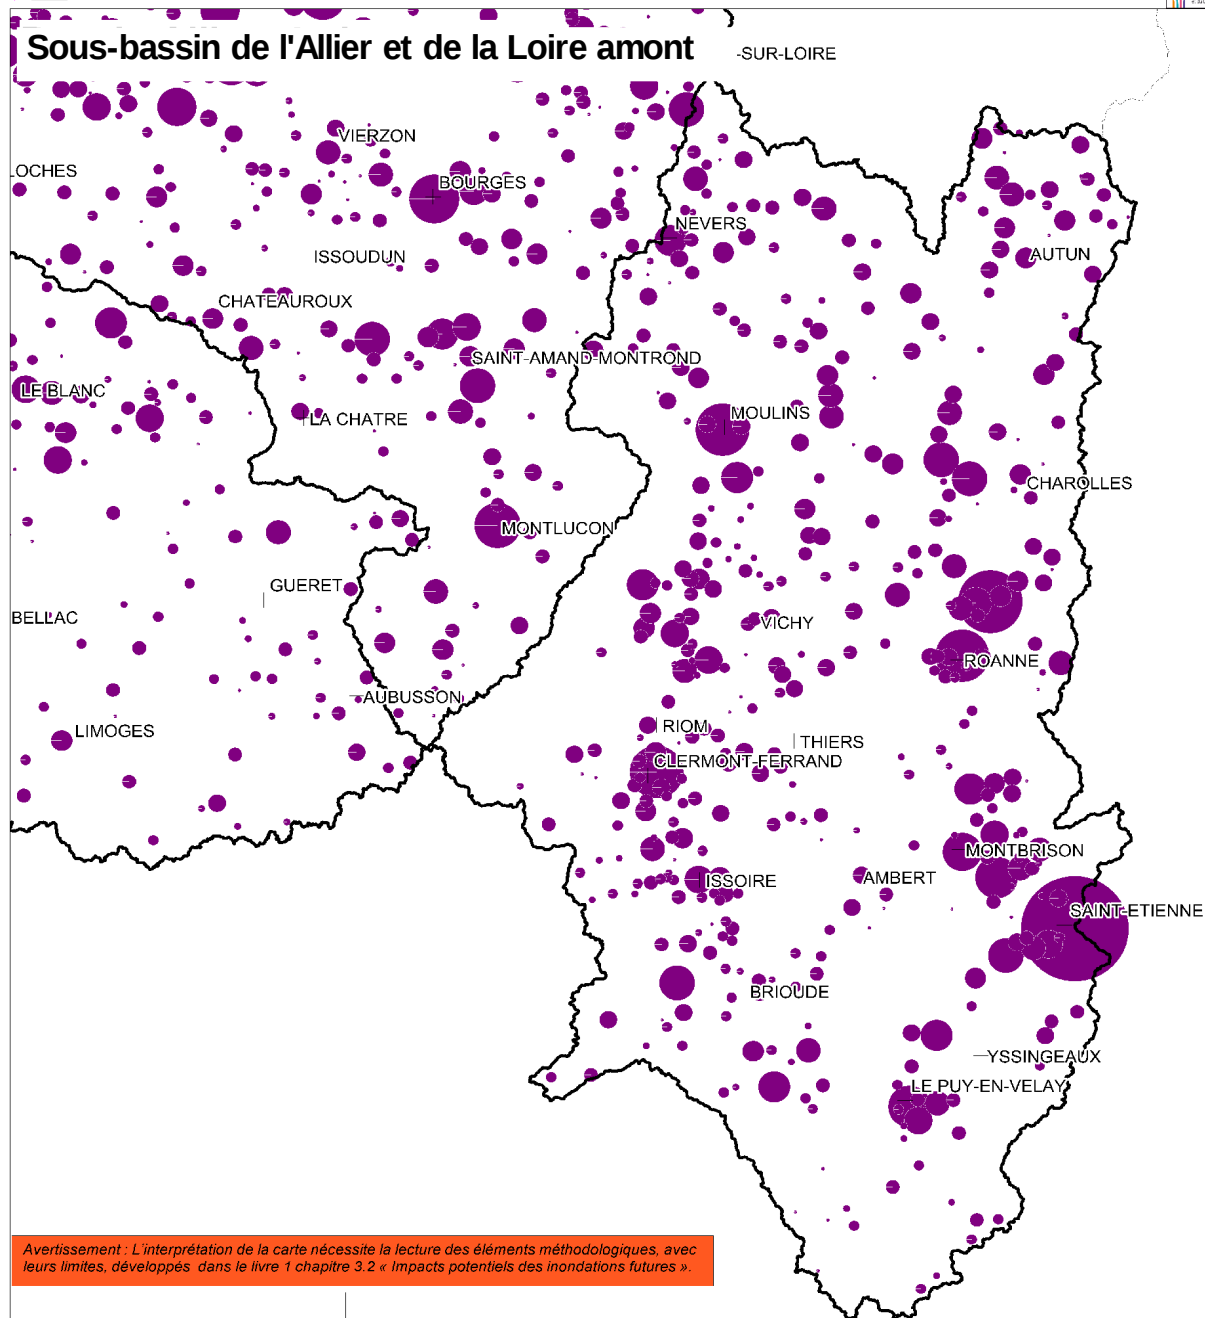 Sous-bassin de l'Allier et de la Loire amont
-SUR-LOIRE
VIERZON
LOCHES
BOURGES
NEVERS
ISSOUDUN
AUTUN
CHATEAUROUX
SAINT-AMAND-MONTROND
LE BLANC
MOULINS
LA CHATRE
CHAROLLES
MONTLUCON
GUERET
BELLAC
VICHY
ROANNE
AUBUSSON
RIOM
LIMOGES
THIERS
CLERMONT-FERRAND
MONTBRISON
AMBERT
ISSOIRE
SAINT-ETIENNE
BRIOUDE
YSSINGEAUX
LE PUY-EN-VELAY
Avertissement : L'interprétation de la carte nécessite la lecture des éléments méthodologiques, avec
leurs limites, développés dans le livre 1 chapitre 3.2 « Impacts potentiels des inondations futures ».